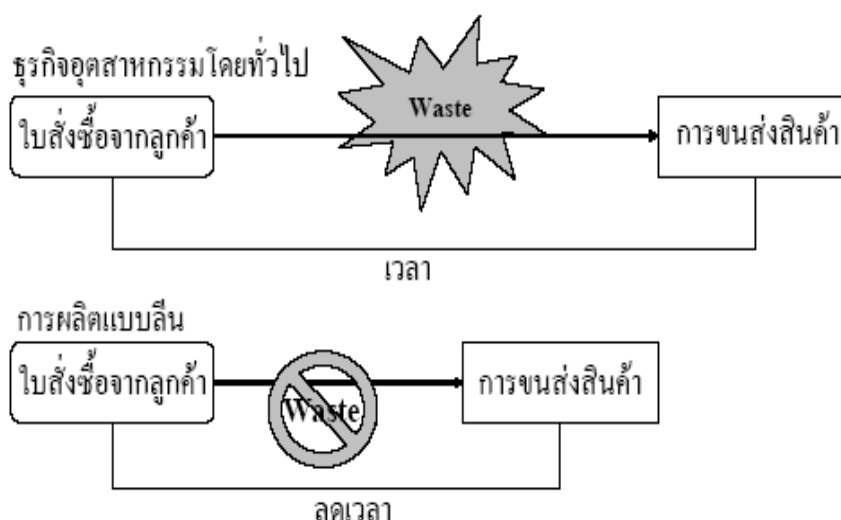 ธุรกิจอุตสาหกรรมโดยทั่วไป
Waste
ใบสั่งซื้อจากลูกค้า
การขนส่งสินค้า
เวลา
การผลิตแบบลีน
ใบสั่งซื้อจากลูกค้า
Waste
การขนส่งสินค้า
ลดเวลา